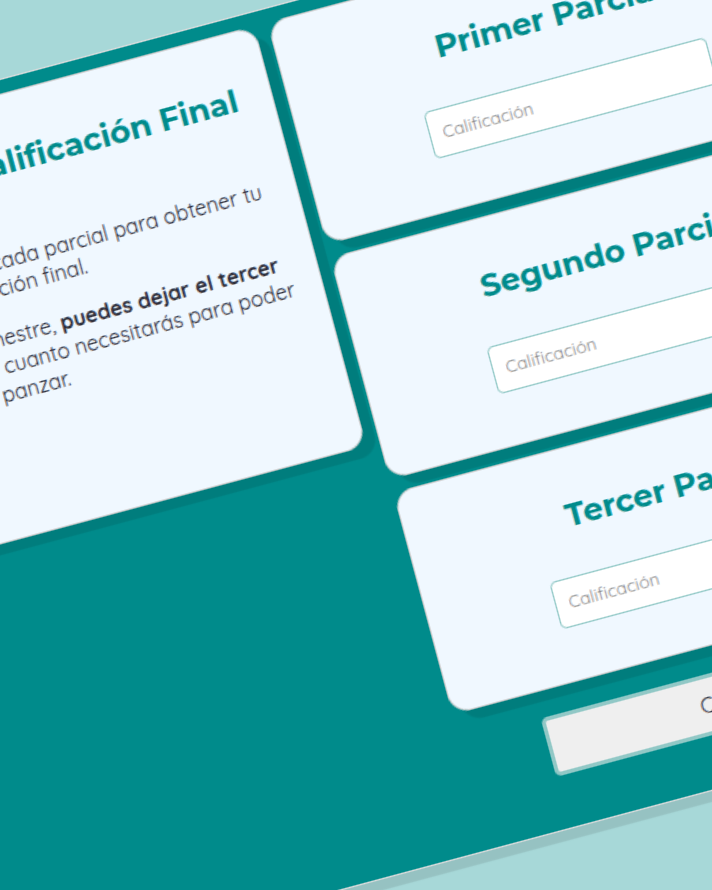 alificación Final
cada parcial para obtener tu
ción final.
nestre, puedes dejar el tercer
cuanto necesitarás para poder
panzar.
Primer Parcia
Calificación
Segundo Parci
Calificación
Tercer Pa
Calificación
C